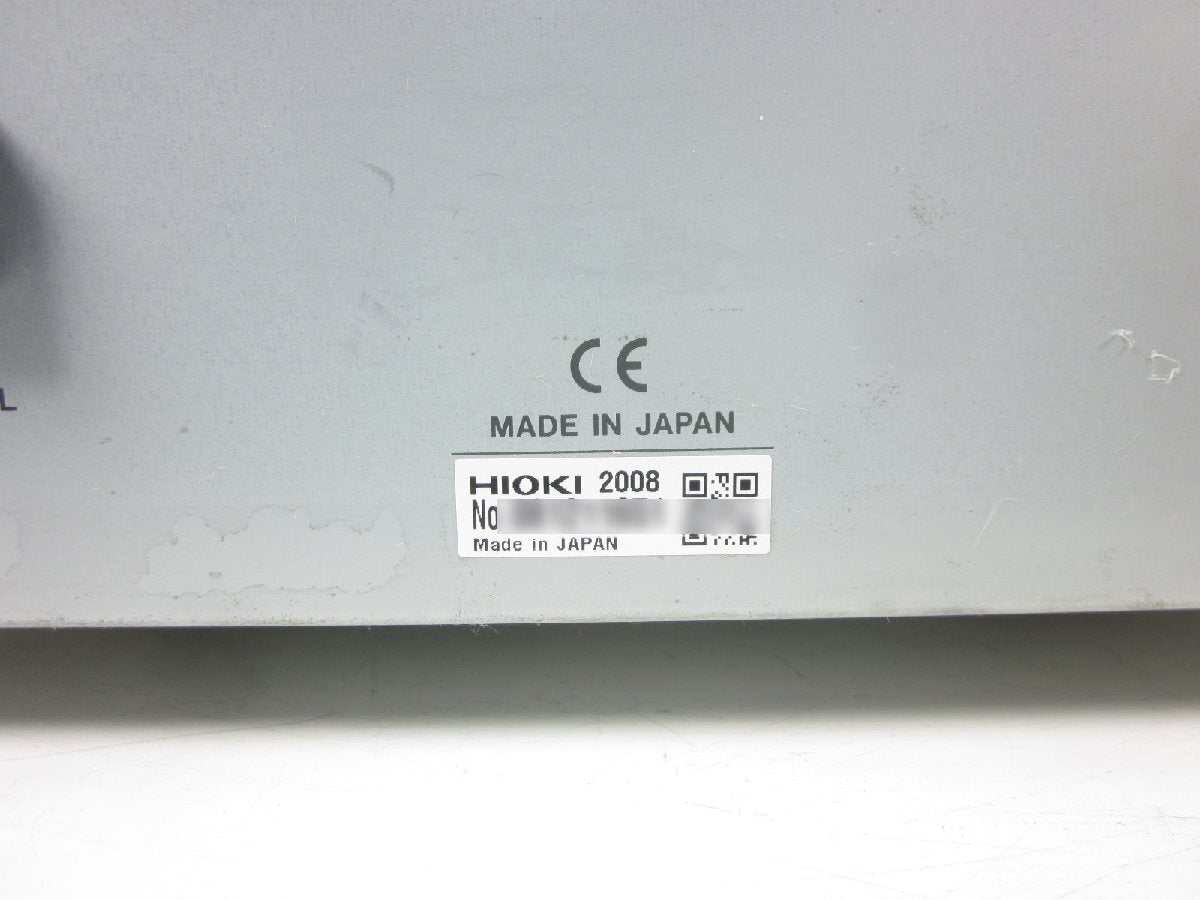 L
CE
MADE IN JAPAN
HIOKI 2008
No
Made in JAPAN